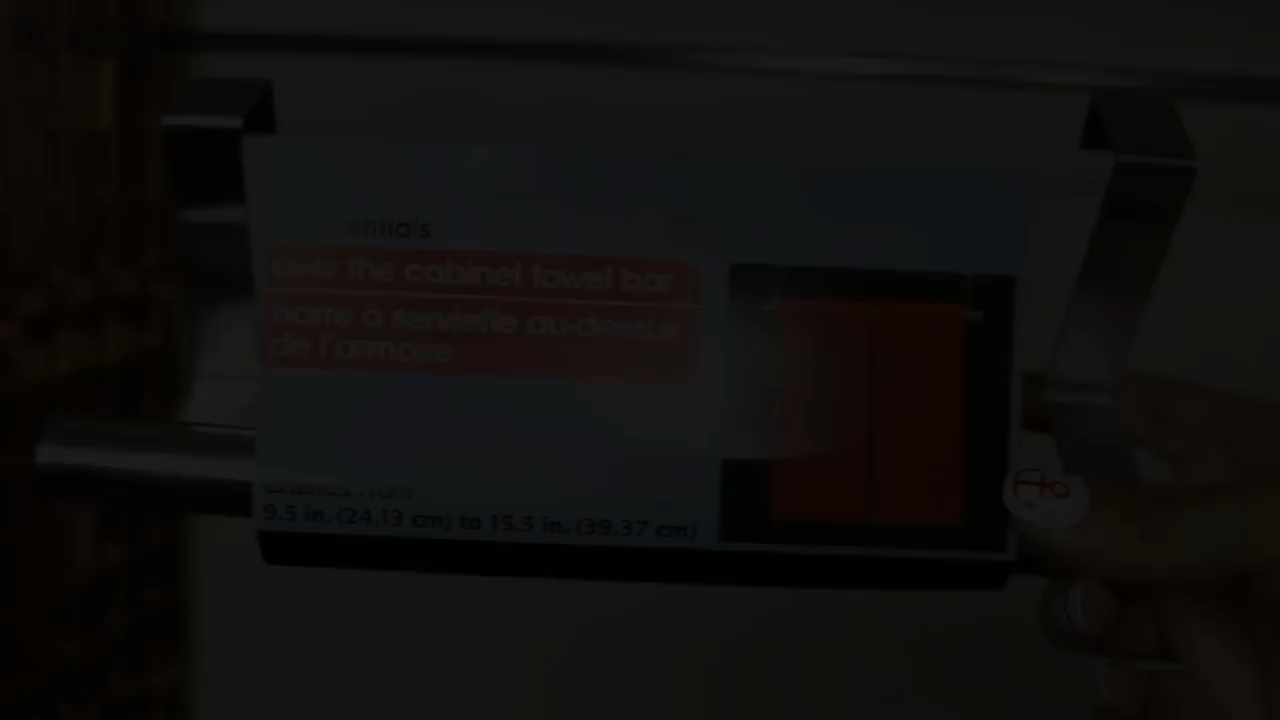 entials
over the cabinet towel bar
barre à serviette au-dessus
de l'armoire
9.5 in. (24.13 cm) to 15.5 in. (39.37 cm)